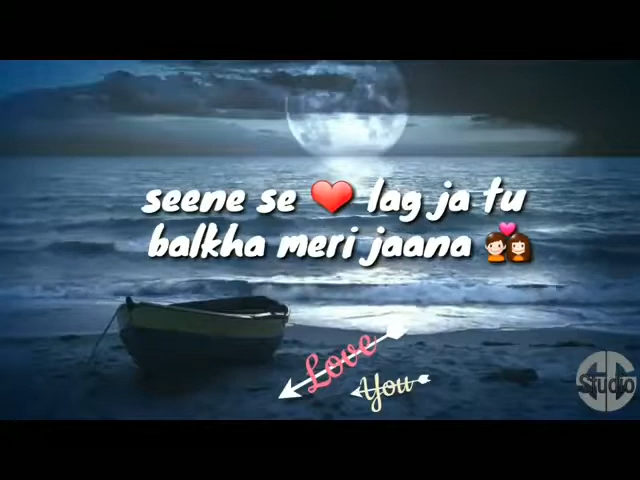 seene se ❤ lag ja tu
balkha meri jaana 💑
Love
You
Studio